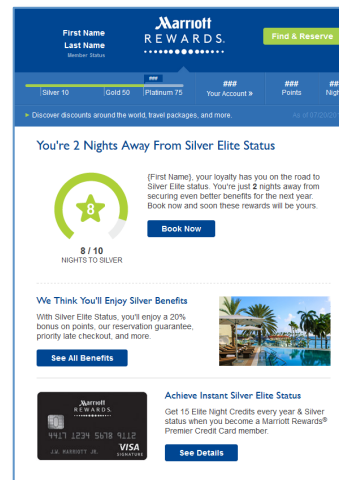 First Name
Last Name
Member Status
Marriott
REWARDS.
Find & Reserve
###
Silver 10
Gold 50
Platinum 75
###
Your Account »
###
Points
###
Discover discounts around the world, travel packages, and more.
As of
You're 2 Nights Away From Silver Elite Status
8
8 / 10
NIGHTS TO SILVER
{First Name}, your loyalty has you on the road to
Silver Elite status. You're just 2 nights away from
securing even better benefits for the next year.
Book now and soon these rewards will be yours.
Book Now
We Think You'll Enjoy Silver Benefits
With Silver Elite Status, you'll enjoy a 20%
bonus on points, our reservation guarantee,
priority late checkout, and more.
See All Benefits
Marriott
REWARDS.
4417 1234 5678 9112
J.W. MARRIOTT JR.
VISA
SIGNATURE
Achieve Instant Silver Elite Status
Get 15 Elite Night Credits every year & Silver
status when you become a Marriott Rewards®
Premier Credit Card member.
See Details